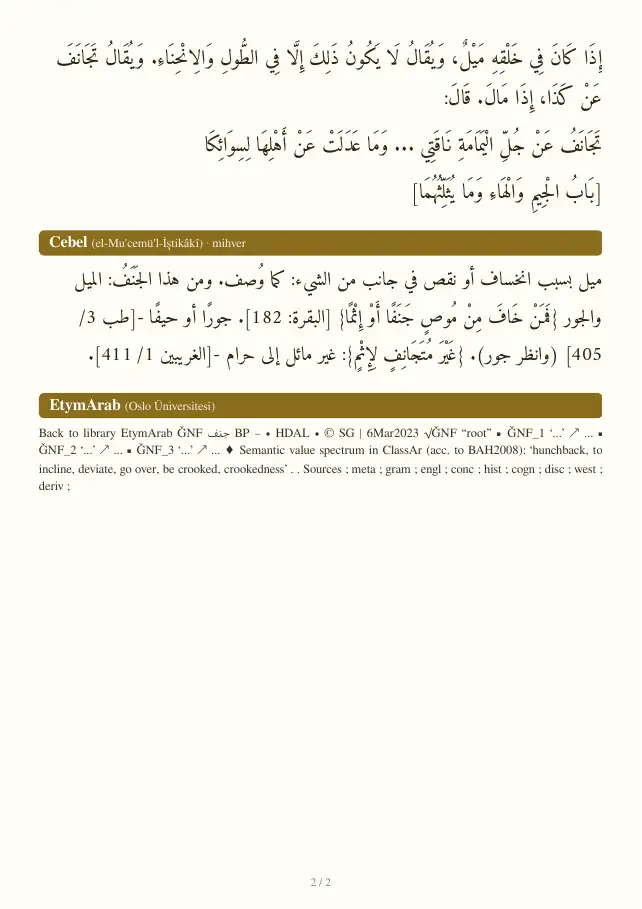 إِذَا كَانَ فِي خَلْقِهِ مَيْلٌ، وَيُقَالُ لَا يَكُونُ ذَلِكَ إِلَّا فِي الطُّولِ وَالِانْحِنَاءِ. وَيُقَالُ تَجَانَفَ
عَنْ كَذَا، إِذَا مَالَ. قَالَ:
تَجَانَفُ عَنْ جُلِّ الْيَمَامَةِ نَاقَتِي ... وَمَا عَدَلَتْ عَنْ أَهْلِهَا لِسِوَائِكَا
[بَابُ الْجِيمِ وَالْهَاءِ وَمَا يُثَلِّثُهُمَا]
Cebel (el-Mu'cemü'l-İştikâkî) · mihver
ميل بسبب انخساف أو نقص في جانب من الشيء: كما وُصف. ومن هذا الجَنَفُ: الميل
والجور {فَمَنْ خَافَ مِنْ مُوصٍ جَنَفًا أَوْ إِثْمًا} [البقرة: 182]. جورًا أو حيفًا -[طب 3/
405] (وانظر جور). {غَيْرَ مُتَجَانِفٍ لِإِثْمٍ}: غير مائل إلى حرام -[الغريبين 1/ 411].
EtymArab (Oslo Üniversitesi)
Back to library EtymArab ǦNF جنف BP – • HDAL • © SG | 6Mar2023 √ǦNF “root” ▪ ǦNF_1 ‘...’ ↗ ... ▪
ǦNF_2 ‘...’ ↗ ... ▪ ǦNF_3 ‘...’ ↗ ... ♦ Semantic value spectrum in ClassAr (acc. to BAH2008): ‘hunchback, to
incline, deviate, go over, be crooked, crookedness’ . . Sources ; meta ; gram ; engl ; conc ; hist ; cogn ; disc ; west ;
deriv ;
2 / 2